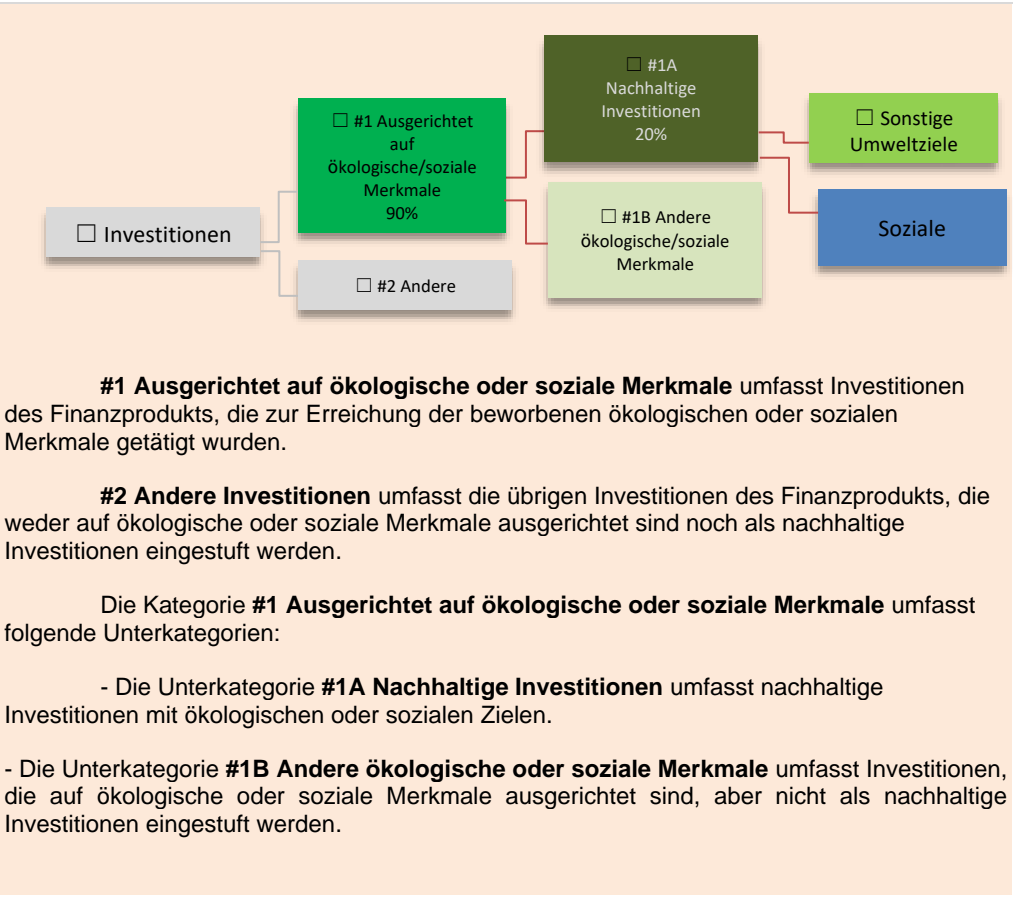 ☐ Investitionen
☐ #1 Ausgerichtet
auf
ökologische/soziale
Merkmale
90%
☐ #2 Andere
☐ #1A
Nachhaltige
Investitionen
20%
☐ #1B Andere
ökologische/soziale
Merkmale
☐ Sonstige
Umweltziele
Soziale
#1 Ausgerichtet auf ökologische oder soziale Merkmale umfasst Investitionen
des Finanzprodukts, die zur Erreichung der beworbenen ökologischen oder sozialen
Merkmale getätigt wurden.
#2 Andere Investitionen umfasst die übrigen Investitionen des Finanzprodukts, die
weder auf ökologische oder soziale Merkmale ausgerichtet sind noch als nachhaltige
Investitionen eingestuft werden.
Die Kategorie #1 Ausgerichtet auf ökologische oder soziale Merkmale umfasst
folgende Unterkategorien:
- Die Unterkategorie #1A Nachhaltige Investitionen umfasst nachhaltige
Investitionen mit ökologischen oder sozialen Zielen.
- Die Unterkategorie #1B Andere ökologische oder soziale Merkmale umfasst Investitionen,
die auf ökologische oder soziale Merkmale ausgerichtet sind, aber nicht als nachhaltige
Investitionen eingestuft werden.